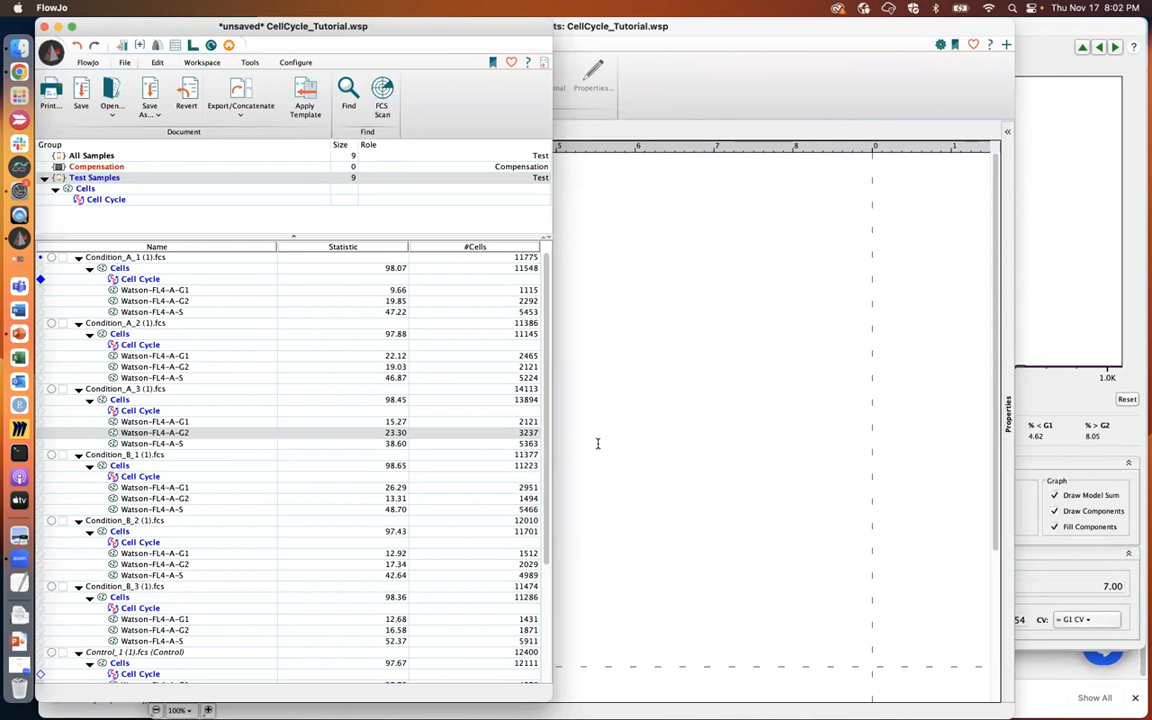 FlowJo
Thu Nov 17 8:02 PM
*unsaved* CellCycle_Tutorial.wsp
ts: CellCycle_Tutorial.wsp
FlowJo File Edit Workspace Tools Configure
Print... Save Open... Save As... Revert Export/Concatenate Apply Template Find FCS Scan
Properties...
Document Find
Group Size Role
All Samples 9 Test
Compensation 0 Compensation
Test Samples 9 Test
Cells
Cell Cycle
5 6 7 8 0 1
Name Statistic #Cells
Condition_A_1 (1).fcs 11775
Cells 98.07 11548
Cell Cycle
Watson-FL4-A-G1 9.66 1115
Watson-FL4-A-G2 19.85 2292
Watson-FL4-A-S 47.22 5453
Condition_A_2 (1).fcs 11386
Cells 97.88 11145
Cell Cycle
Watson-FL4-A-G1 22.12 2465
Watson-FL4-A-G2 19.03 2121
Watson-FL4-A-S 46.87 5224
Condition_A_3 (1).fcs 14113
Cells 98.45 13894
Cell Cycle
Watson-FL4-A-G1 15.27 2121
Watson-FL4-A-G2 23.30 3237
Watson-FL4-A-S 38.60 5363
Condition_B_1 (1).fcs 11377
Cells 98.65 11223
Cell Cycle
Watson-FL4-A-G1 26.29 2951
Watson-FL4-A-G2 13.31 1494
Watson-FL4-A-S 48.70 5466
Condition_B_2 (1).fcs 12010
Cells 97.43 11701
Cell Cycle
Watson-FL4-A-G1 12.92 1512
Watson-FL4-A-G2 17.34 2029
Watson-FL4-A-S 42.64 4989
Condition_B_3 (1).fcs 11474
Cells 98.36 11286
Cell Cycle
Watson-FL4-A-G1 12.68 1431
Watson-FL4-A-G2 16.58 1871
Watson-FL4-A-S 52.37 5911
Control_1 (1).fcs (Control) 12400
Cells 97.67 12111
Cell Cycle
Properties
1.0K
Reset
% < G1 % > G2
4.62 8.05
Graph
Draw Model Sum
Draw Components
Fill Components
7.00
54 CV: = G1 CV
100%
Show All